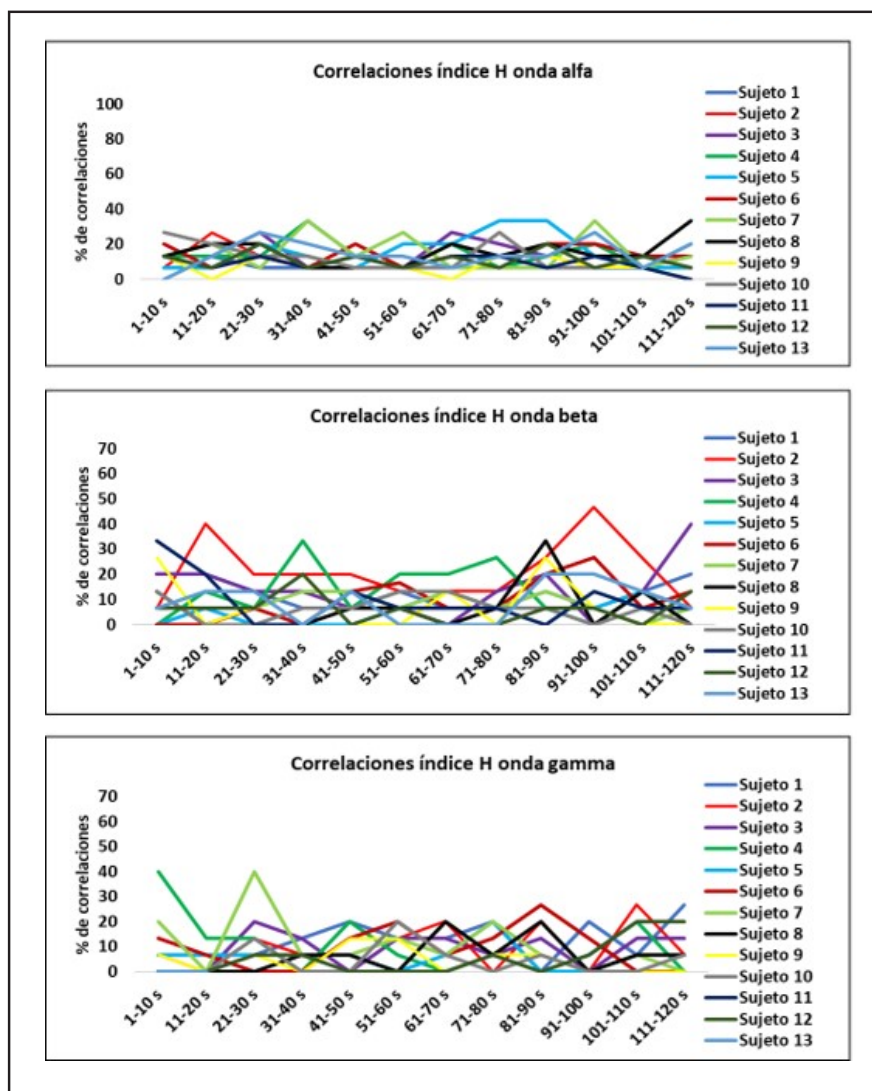 Correlaciones índice H onda alfa
% de correlaciones
100
80
60
40
20
0
1-10 s
11-20 s
21-30 s
31-40 s
41-50 s
51-60 s
61-70 s
71-80 s
81-90 s
91-100 s
101-110 s
111-120 s
Sujeto 1
Sujeto 2
Sujeto 3
Sujeto 4
Sujeto 5
Sujeto 6
Sujeto 7
Sujeto 8
Sujeto 9
Sujeto 10
Sujeto 11
Sujeto 12
Sujeto 13
Correlaciones índice H onda beta
% de correlaciones
70
60
50
40
30
20
10
0
1-10 s
11-20 s
21-30 s
31-40 s
41-50 s
51-60 s
61-70 s
71-80 s
81-90 s
91-100 s
101-110 s
111-120 s
Sujeto 1
Sujeto 2
Sujeto 3
Sujeto 4
Sujeto 5
Sujeto 6
Sujeto 7
Sujeto 8
Sujeto 9
Sujeto 10
Sujeto 11
Sujeto 12
Sujeto 13
Correlaciones índice H onda gamma
% de correlaciones
70
60
50
40
30
20
10
0
1-10 s
11-20 s
21-30 s
31-40 s
41-50 s
51-60 s
61-70 s
71-80 s
81-90 s
91-100 s
101-110 s
111-120 s
Sujeto 1
Sujeto 2
Sujeto 3
Sujeto 4
Sujeto 5
Sujeto 6
Sujeto 7
Sujeto 8
Sujeto 9
Sujeto 10
Sujeto 11
Sujeto 12
Sujeto 13